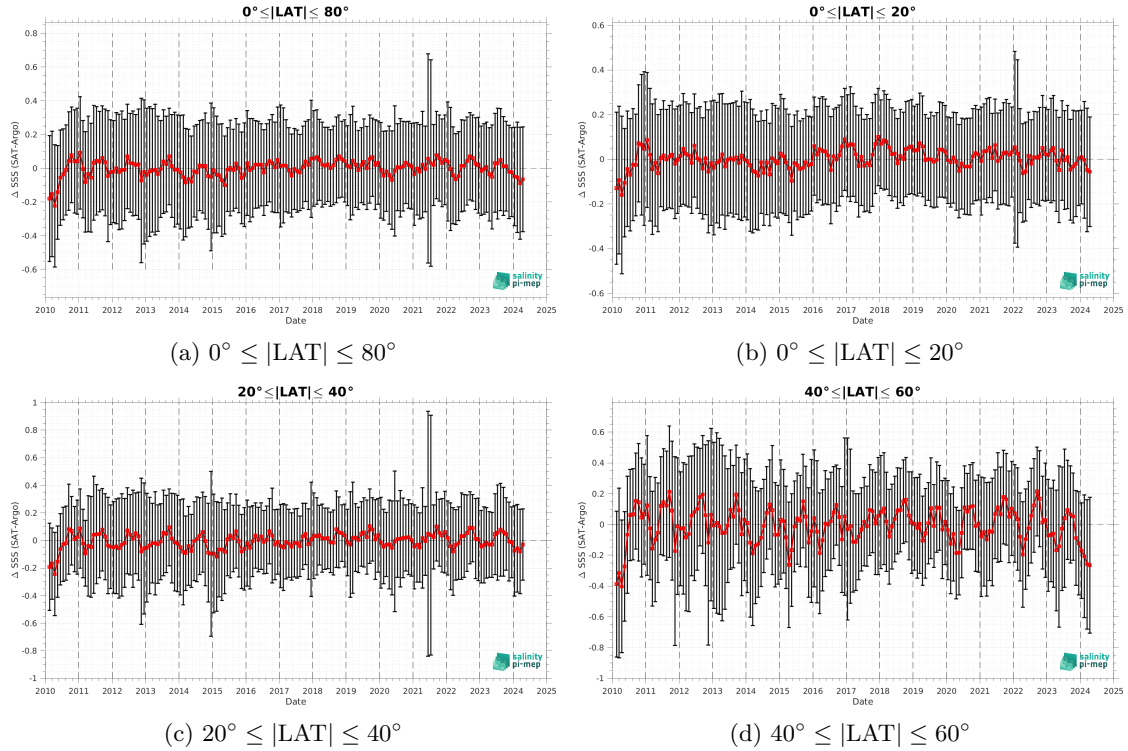 0°≤|LAT|≤ 80°
Δ SSS (SAT-Argo)
0.8
0.6
0.4
0.2
0
-0.2
-0.4
-0.6
salinity
pi-mep
2010 2011 2012 2013 2014 2015 2016 2017 2018 2019 2020 2021 2022 2023 2024 2025
Date
(a) 0° ≤ |LAT| ≤ 80°
0°≤|LAT|≤ 20°
Δ SSS (SAT-Argo)
0.6
0.4
0.2
0
-0.2
-0.4
-0.6
salinity
pi-mep
2010 2011 2012 2013 2014 2015 2016 2017 2018 2019 2020 2021 2022 2023 2024 2025
Date
(b) 0° ≤ |LAT| ≤ 20°
20°≤|LAT|≤ 40°
Δ SSS (SAT-Argo)
1
0.8
0.6
0.4
0.2
0
-0.2
-0.4
-0.6
-0.8
-1
salinity
pi-mep
2010 2011 2012 2013 2014 2015 2016 2017 2018 2019 2020 2021 2022 2023 2024 2025
Date
(c) 20° ≤ |LAT| ≤ 40°
40°≤|LAT|≤ 60°
Δ SSS (SAT-Argo)
0.6
0.4
0.2
0
-0.2
-0.4
-0.6
-0.8
-1
salinity
pi-mep
2010 2011 2012 2013 2014 2015 2016 2017 2018 2019 2020 2021 2022 2023 2024 2025
Date
(d) 40° ≤ |LAT| ≤ 60°